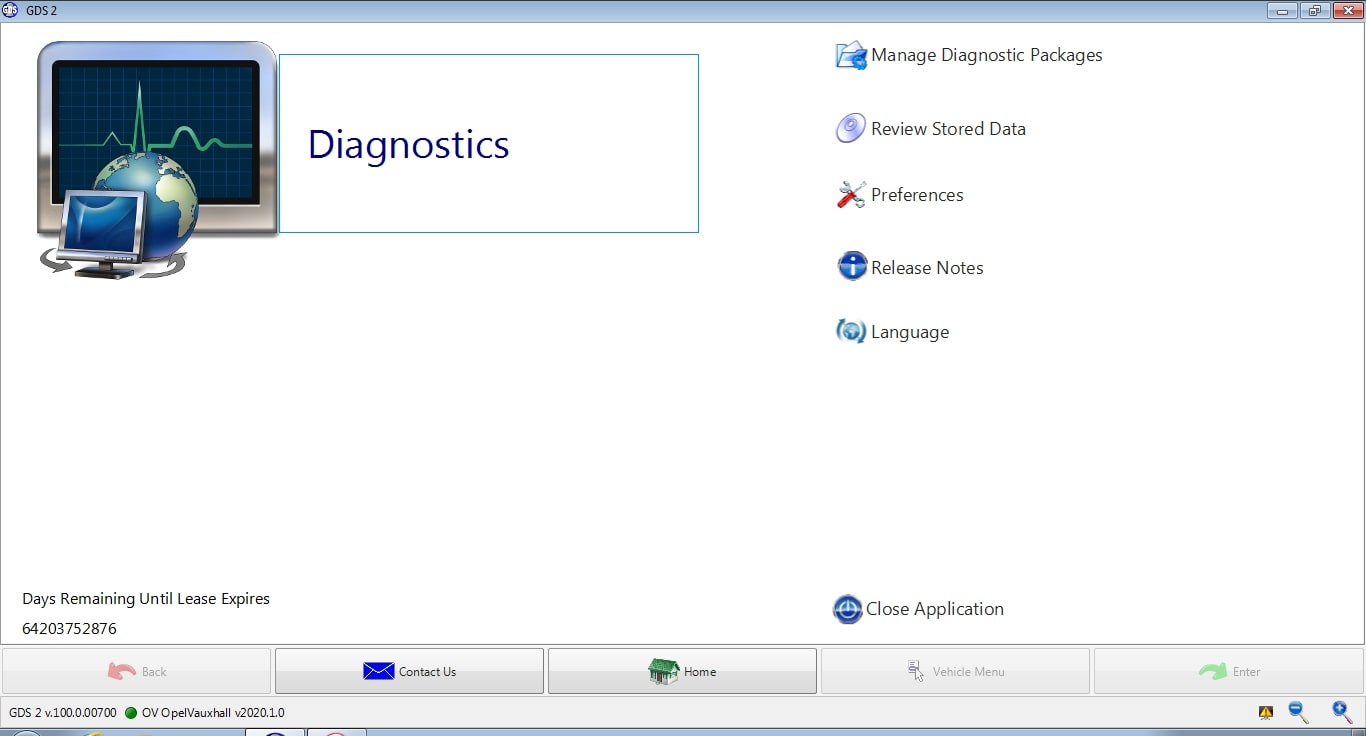 GDS 2
Diagnostics
Manage Diagnostic Packages
Review Stored Data
Preferences
Release Notes
Language
Days Remaining Until Lease Expires
64203752876
Close Application
Back
Contact Us
Home
Vehicle Menu
Enter
GDS 2 v.100.0.00700 OV OpelVauxhall v2020.1.0